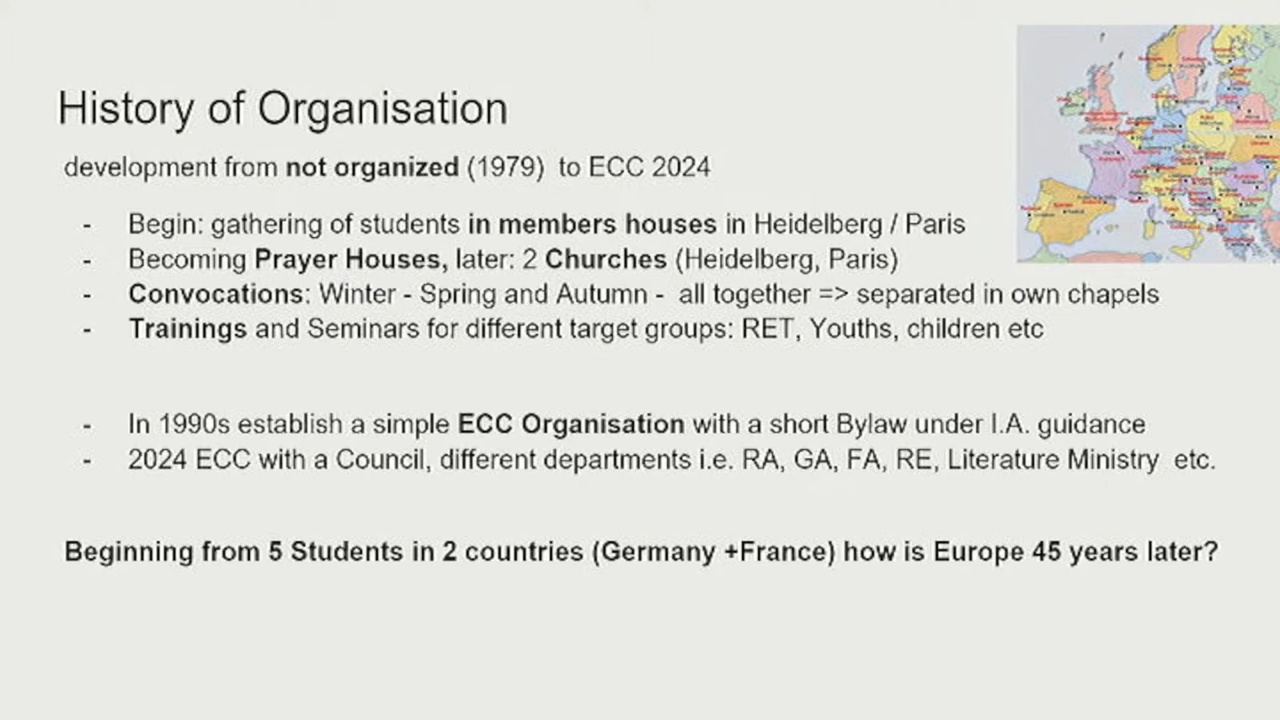 History of Organisation
development from not organized (1979) to ECC 2024
- Begin: gathering of students in members houses in Heidelberg / Paris
- Becoming Prayer Houses, later: 2 Churches (Heidelberg, Paris)
- Convocations: Winter - Spring and Autumn - all together => separated in own chapels
- Trainings and Seminars for different target groups: RET, Youths, children etc
- In 1990s establish a simple ECC Organisation with a short Bylaw under I.A. guidance
- 2024 ECC with a Council, different departments i.e. RA, GA, FA, RE, Literature Ministry etc.
Beginning from 5 Students in 2 countries (Germany +France) how is Europe 45 years later?